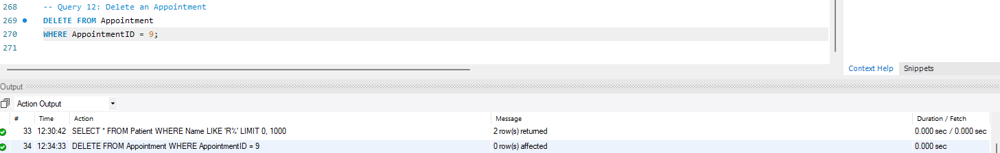 268 -- Query 12: Delete an Appointment
269 DELETE FROM Appointment
270 WHERE AppointmentID = 9;
271
Context Help Snippets
Output
Action Output
# Time Action Message Duration / Fetch
33 12:30:42 SELECT * FROM Patient WHERE Name LIKE 'R%' LIMIT 0, 1000 2 row(s) returned 0.000 sec / 0.000 sec
34 12:34:33 DELETE FROM Appointment WHERE AppointmentID = 9 0 row(s) affected 0.000 sec